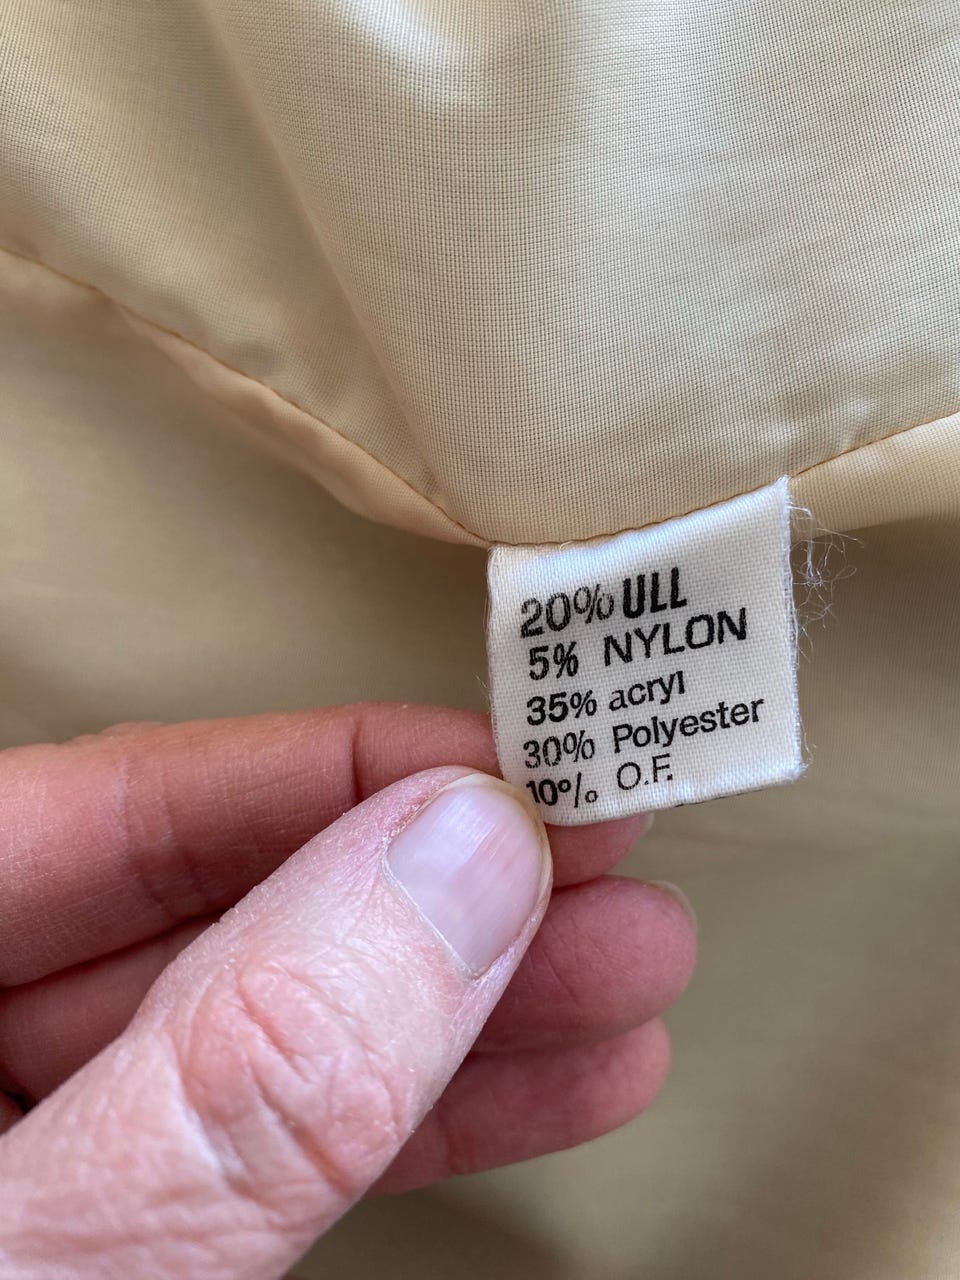 20% ULL
5% NYLON
35% acryl
30% Polyester
10% O.F.